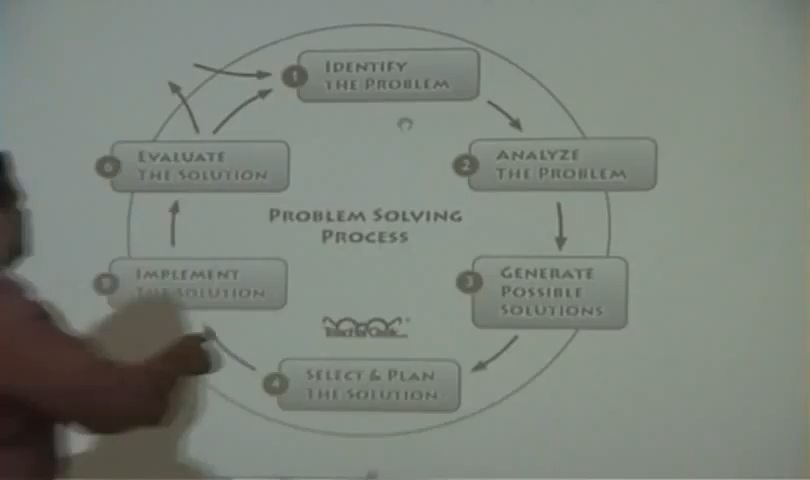 1
IDENTIFY
THE PROBLEM
2
ANALYZE
THE PROBLEM
3
GENERATE
POSSIBLE
SOLUTIONS
4
SELECT & PLAN
THE SOLUTION
5
IMPLEMENT
THE SOLUTION
6
EVALUATE
THE SOLUTION
PROBLEM SOLVING
PROCESS